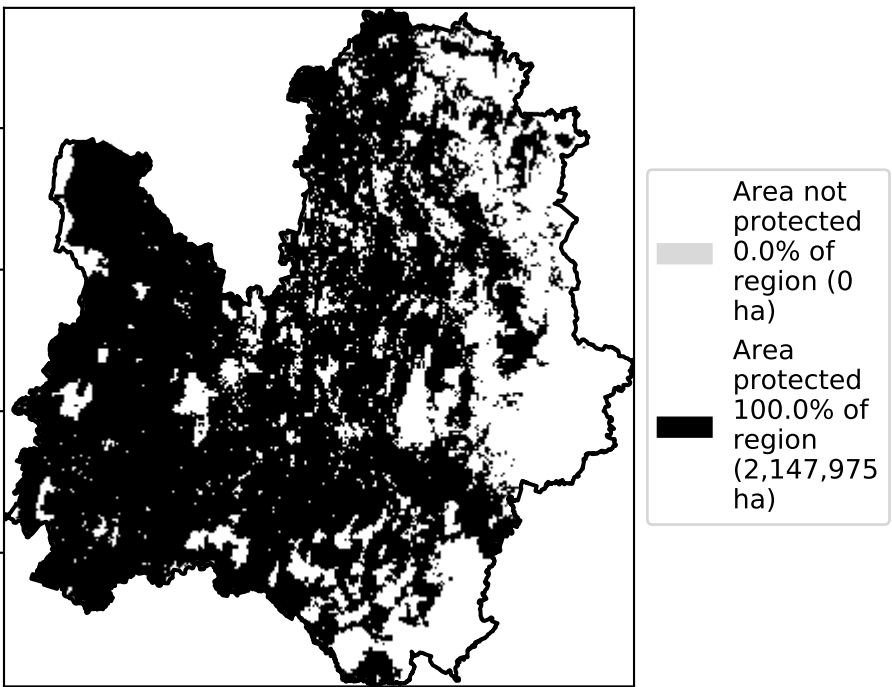 Area not
protected
0.0% of
region (0
ha)
Area
protected
100.0% of
region
(2,147,975
ha)